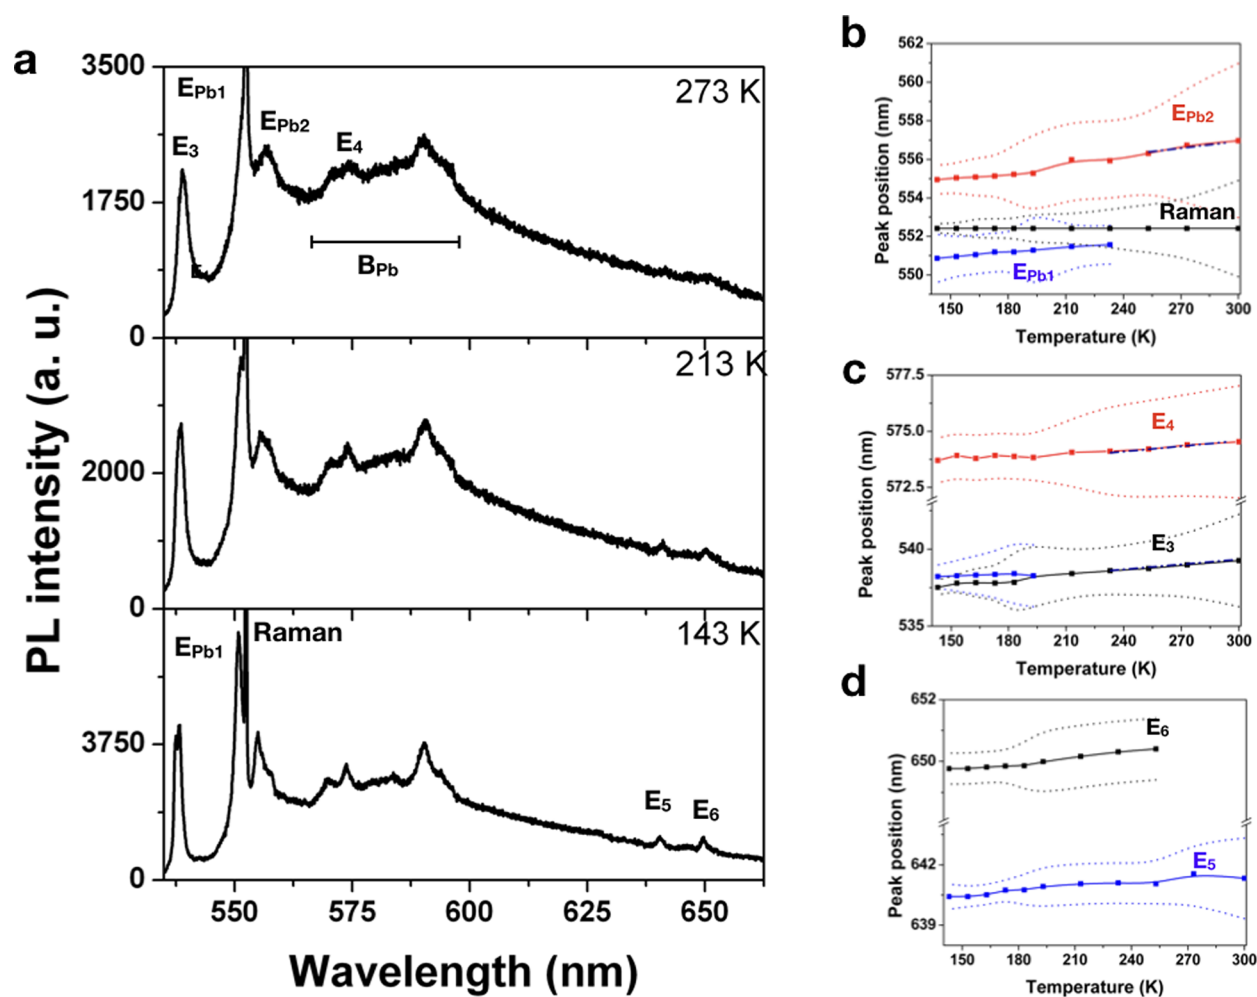 a
PL intensity (a. u.)
3500
1750
0
E3
EPb1
EPb2
E4
BPb
E
273 K
2000
0
213 K
3750
0
EPb1
Raman
143 K
E5
E6
550 575 600 625 650
Wavelength (nm)
b
Peak position (nm)
562
560
558
556
554
552
550
EPb2
Raman
EPb1
150 180 210 240 270 300
Temperature (K)
c
Peak position (nm)
577.5
575.0
572.5
540
535
E4
E3
150 180 210 240 270 300
Temperature (K)
d
Peak position (nm)
652
650
642
639
E6
E5
150 180 210 240 270 300
Temperature (K)